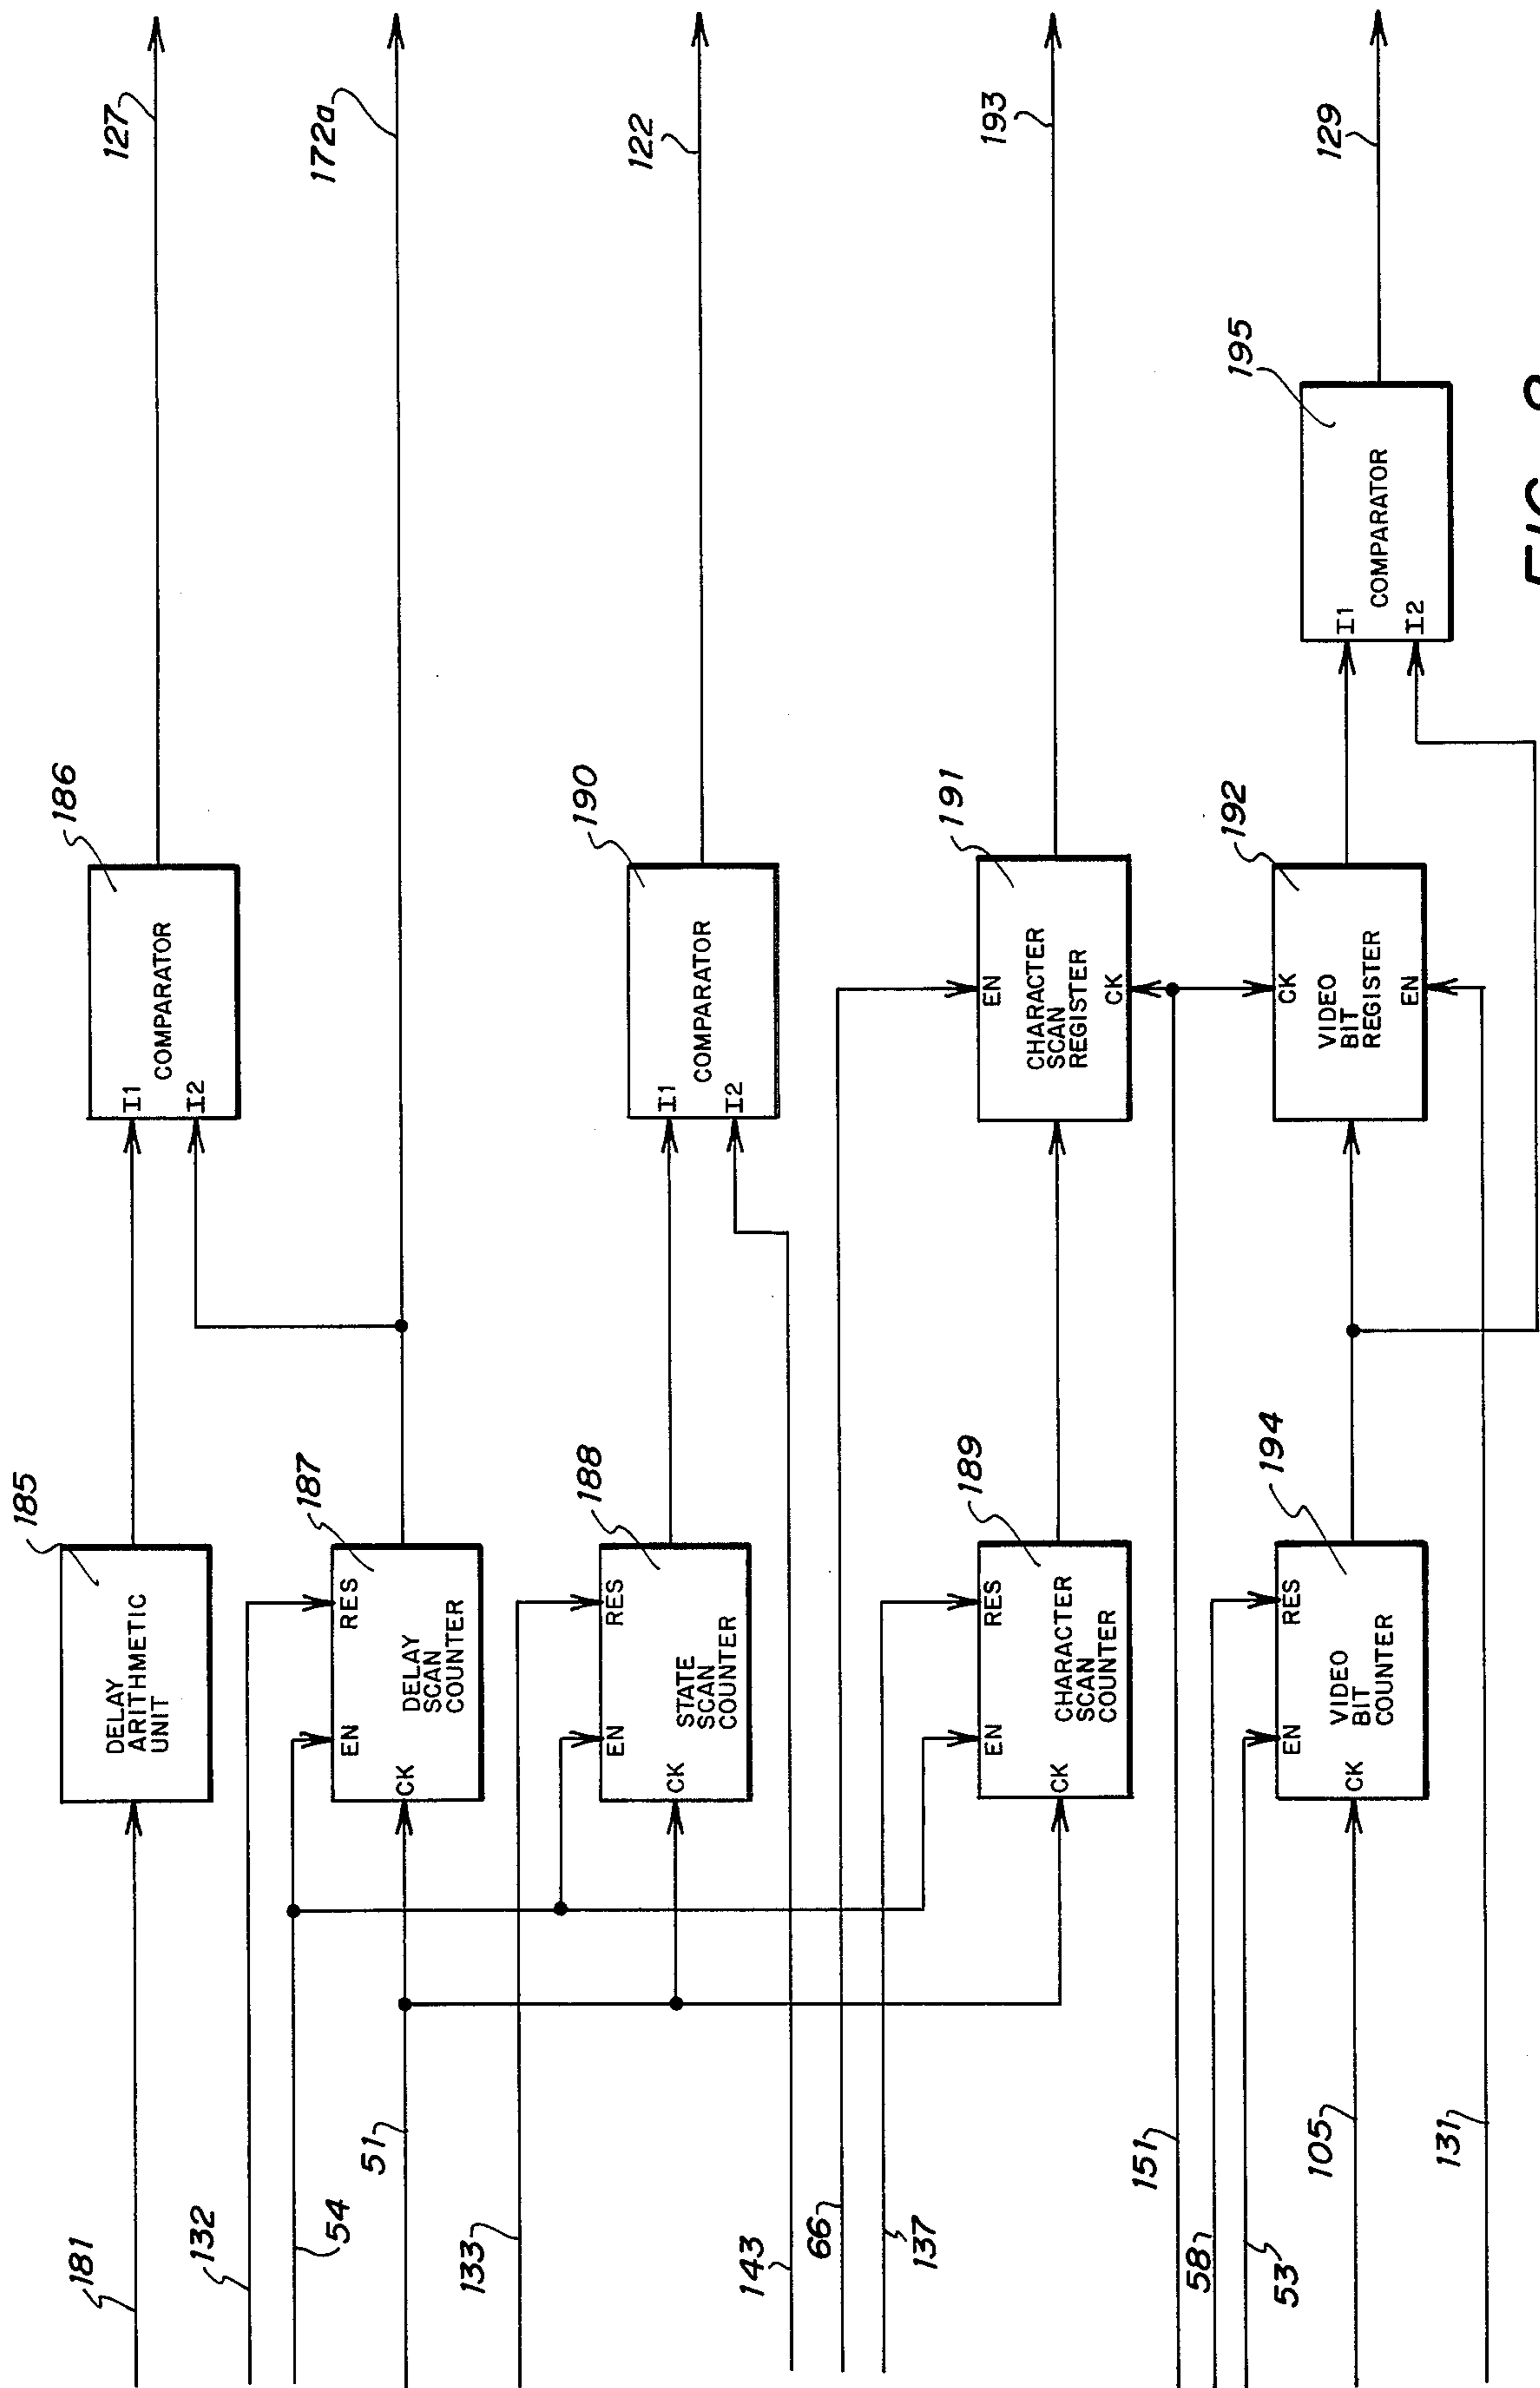 181
185
DELAY
ARITHMETIC
UNIT
I1
I2
COMPARATOR
186
127
132
54
51
EN
RES
CK
DELAY
SCAN
COUNTER
187
172a
133
EN
RES
CK
STATE
SCAN
COUNTER
188
I1
I2
COMPARATOR
190
122
143
66
137
EN
RES
CK
CHARACTER
SCAN
COUNTER
189
EN
CHARACTER
SCAN
REGISTER
CK
191
193
151
58
53
105
131
EN
RES
CK
VIDEO
BIT
COUNTER
194
CK
VIDEO
BIT
REGISTER
EN
192
I1
I2
COMPARATOR
195
129
FIG.